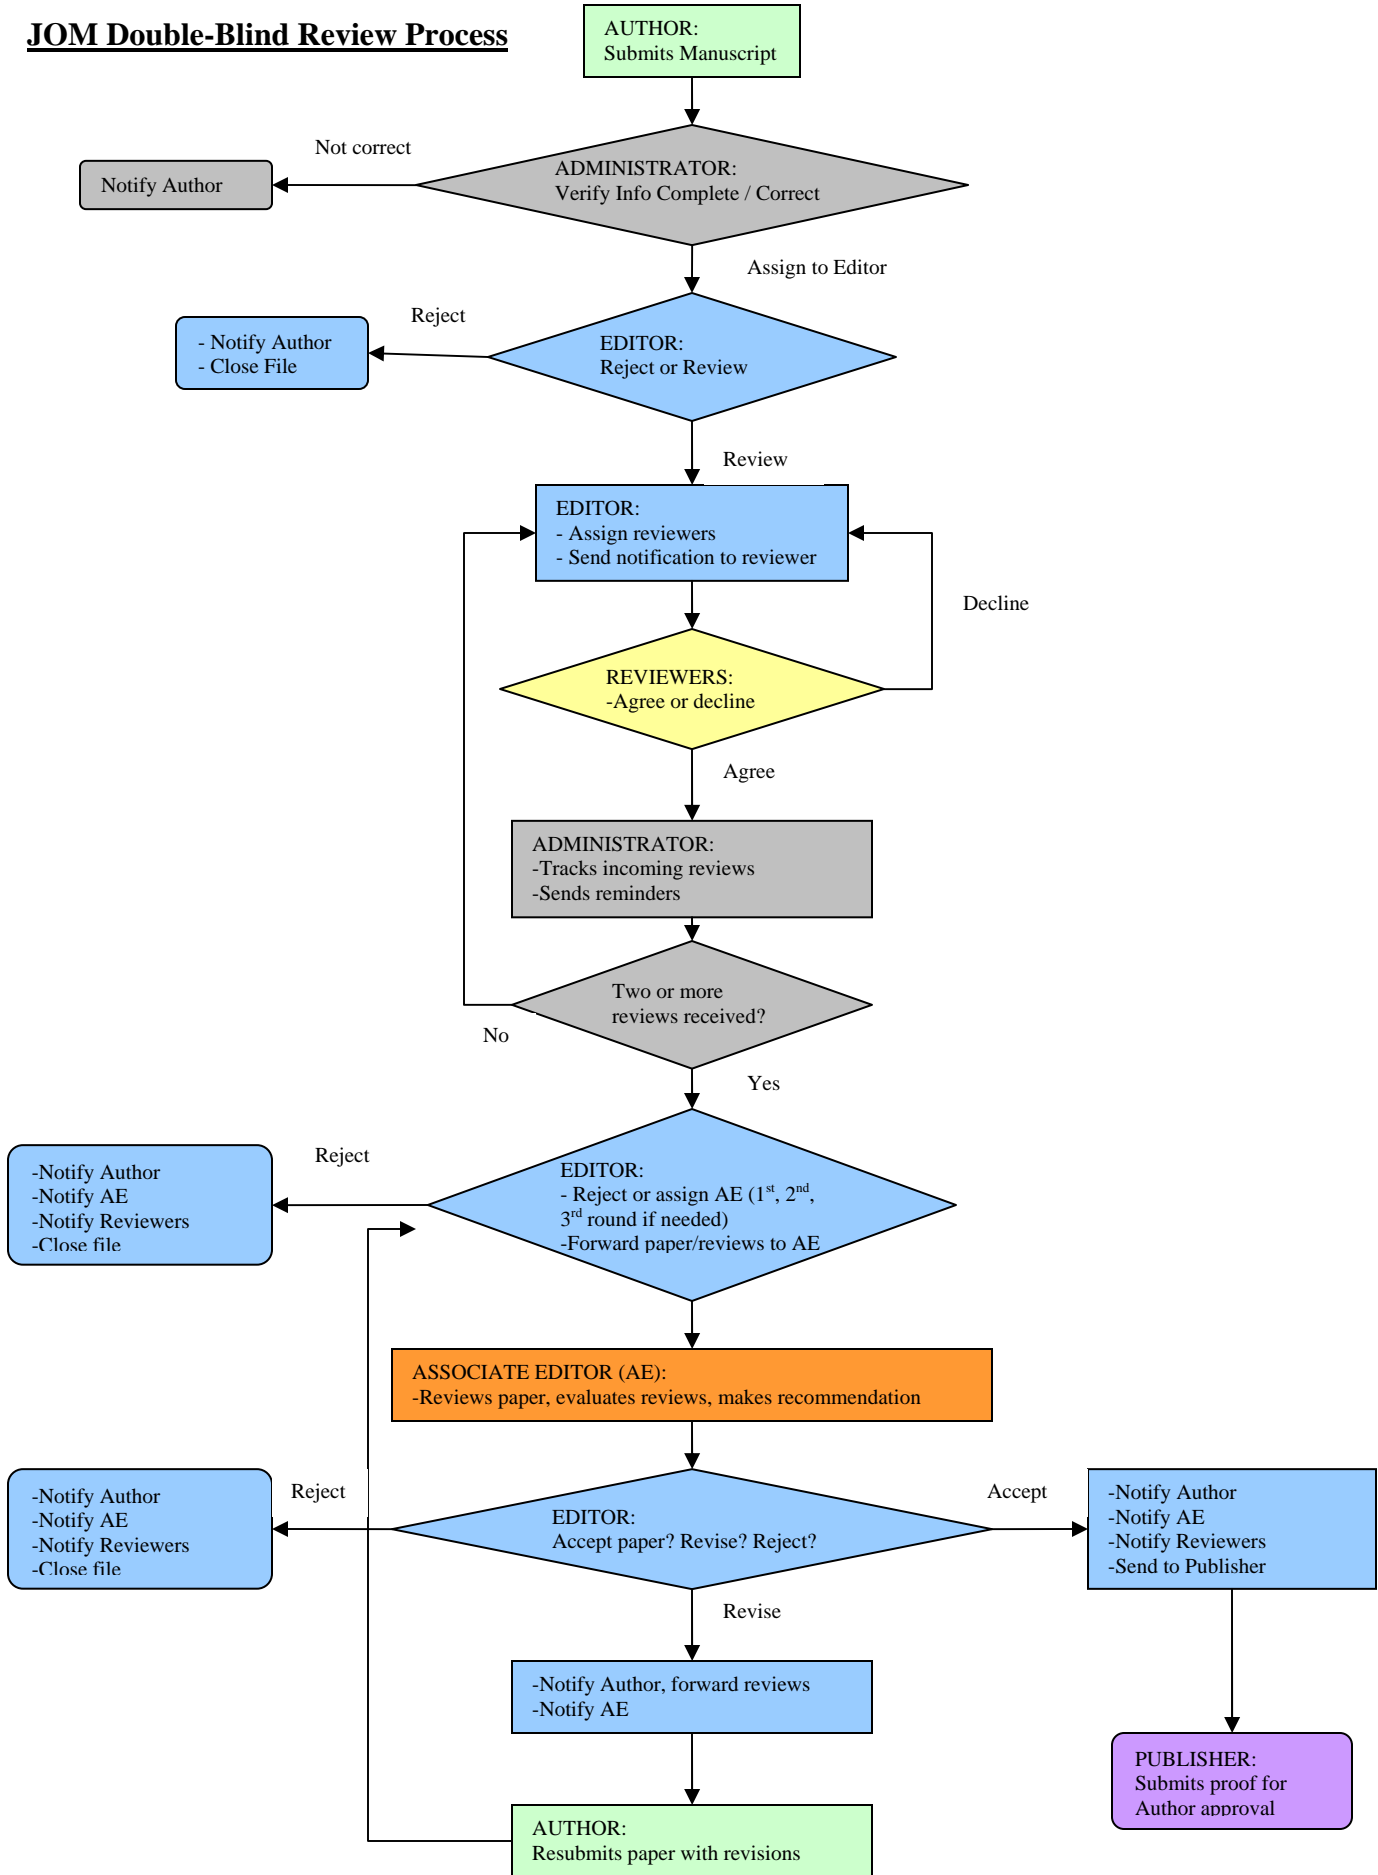 JOM Double-Blind Review Process
AUTHOR:
Submits Manuscript
Not correct
Notify Author
ADMINISTRATOR:
Verify Info Complete / Correct
Assign to Editor
Reject
- Notify Author
- Close File
EDITOR:
Reject or Review
Review
EDITOR:
- Assign reviewers
- Send notification to reviewer
Decline
REVIEWERS:
-Agree or decline
Agree
ADMINISTRATOR:
-Tracks incoming reviews
-Sends reminders
Two or more
reviews received?
No
Yes
Reject
-Notify Author
-Notify AE
-Notify Reviewers
-Close file
EDITOR:
- Reject or assign AE (1st, 2nd,
3rd round if needed)
-Forward paper/reviews to AE
ASSOCIATE EDITOR (AE):
-Reviews paper, evaluates reviews, makes recommendation
Reject
-Notify Author
-Notify AE
-Notify Reviewers
-Close file
EDITOR:
Accept paper? Revise? Reject?
Accept
-Notify Author
-Notify AE
-Notify Reviewers
-Send to Publisher
Revise
-Notify Author, forward reviews
-Notify AE
PUBLISHER:
Submits proof for
Author approval
AUTHOR:
Resubmits paper with revisions